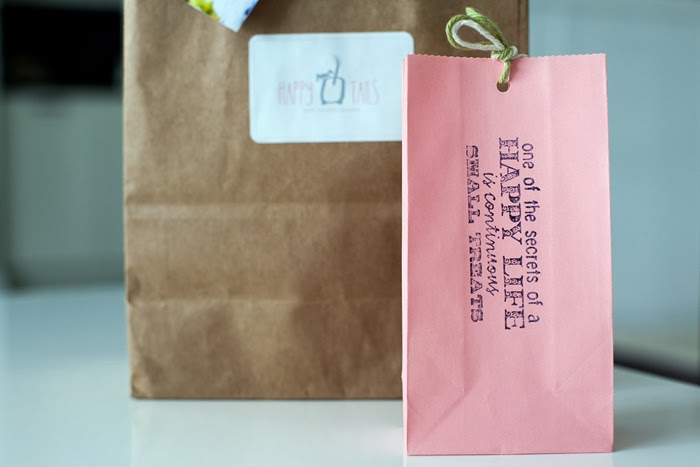 HAPPY TAILS
one of the secrets of a
HAPPY LIFE
is continuous
SMALL TREATS